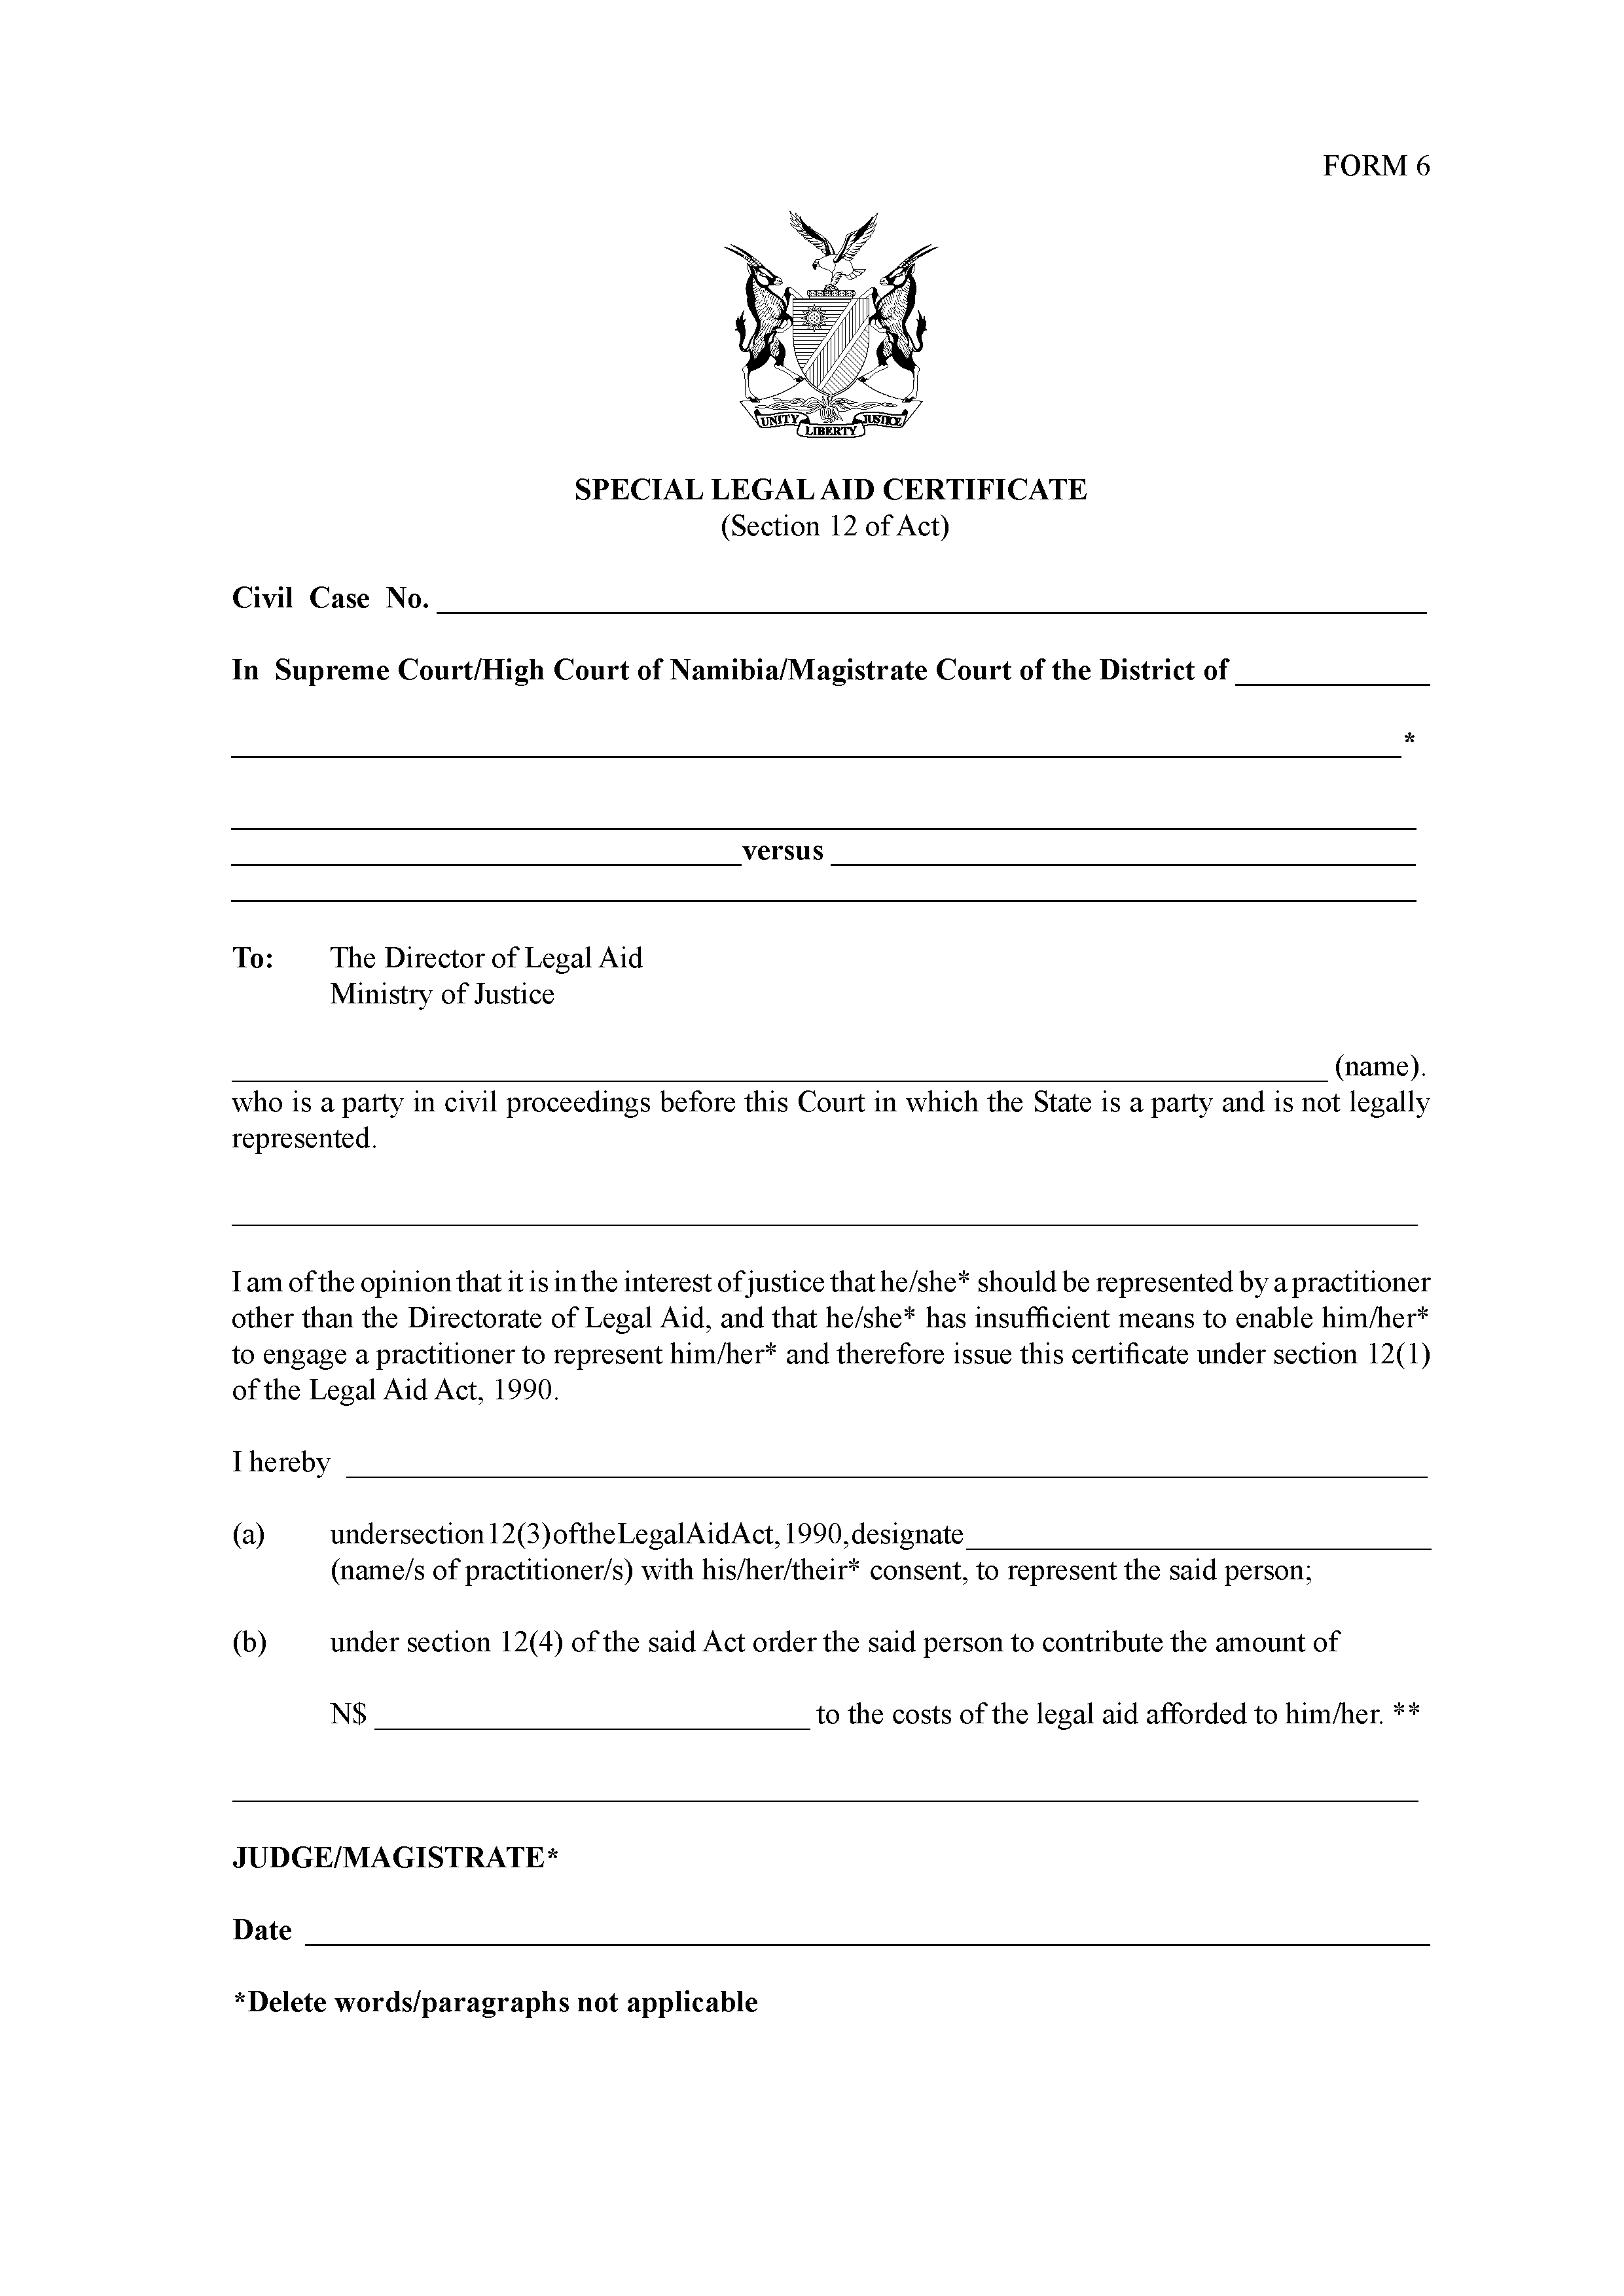 FORM 6
UNITY LIBERTY JUSTICE
SPECIAL LEGAL AID CERTIFICATE
(Section 12 of Act)
Civil Case No.
In Supreme Court/High Court of Namibia/Magistrate Court of the District of
*
versus
To: The Director of Legal Aid
Ministry of Justice
(name).
who is a party in civil proceedings before this Court in which the State is a party and is not legally
represented.
I am of the opinion that it is in the interest of justice that he/she* should be represented by a practitioner
other than the Directorate of Legal Aid, and that he/she* has insufficient means to enable him/her*
to engage a practitioner to represent him/her* and therefore issue this certificate under section 12(1)
of the Legal Aid Act, 1990.
I hereby
(a) under section 12(3) of the Legal Aid Act, 1990, designate
(name/s of practitioner/s) with his/her/their* consent, to represent the said person;
(b) under section 12(4) of the said Act order the said person to contribute the amount of
N$ to the costs of the legal aid afforded to him/her. **
JUDGE/MAGISTRATE*
Date
*Delete words/paragraphs not applicable